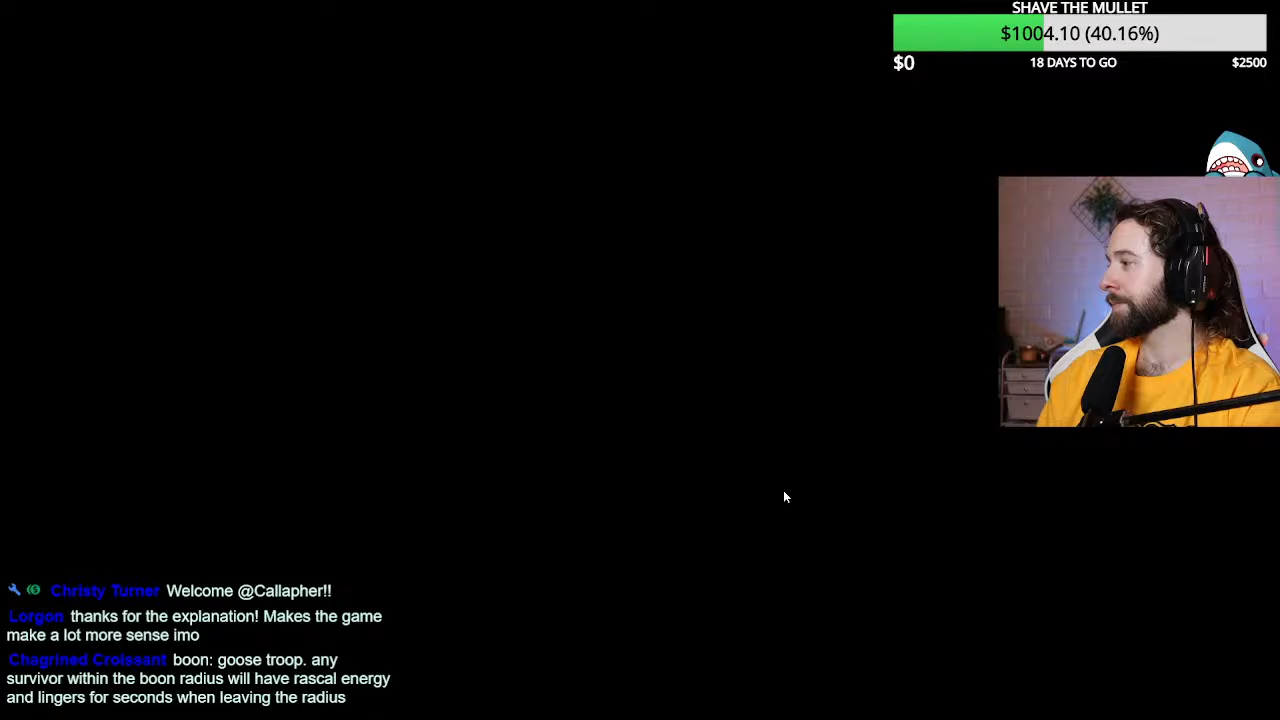 SHAVE THE MULLET
$1004.10 (40.16%)
$0 18 DAYS TO GO $2500
Christy Turner Welcome @Callapher!!
Lorgon thanks for the explanation! Makes the game
make a lot more sense imo
Chagrined Croissant boon: goose troop. any
survivor within the boon radius will have rascal energy
and lingers for seconds when leaving the radius